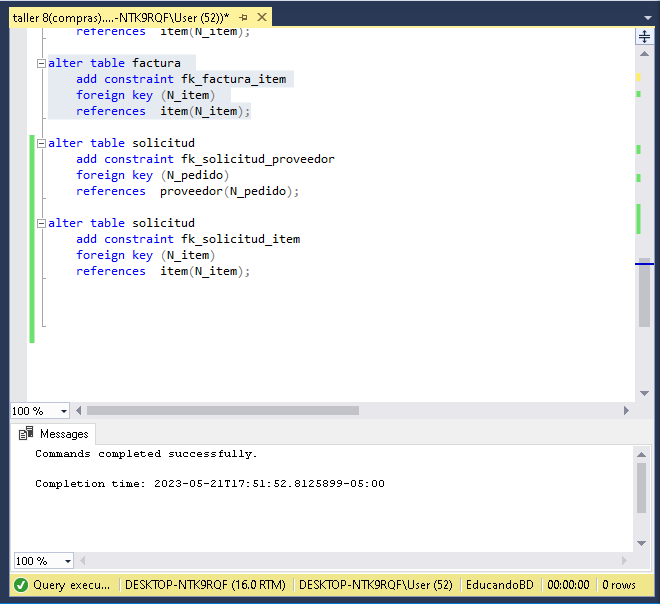 taller 8(compras)....-NTK9RQF\User (52))*
references item(N_item);
alter table factura
add constraint fk_factura_item
foreign key (N_item)
references item(N_item);
alter table solicitud
add constraint fk_solicitud_proveedor
foreign key (N_pedido)
references proveedor(N_pedido);
alter table solicitud
add constraint fk_solicitud_item
foreign key (N_item)
references item(N_item);
100 %
Messages
Commands completed successfully.
Completion time: 2023-05-21T17:51:52.8125899-05:00
100 %
Query execu... DESKTOP-NTK9RQF (16.0 RTM) DESKTOP-NTK9RQF\User (52) EducandoBD 00:00:00 0 rows